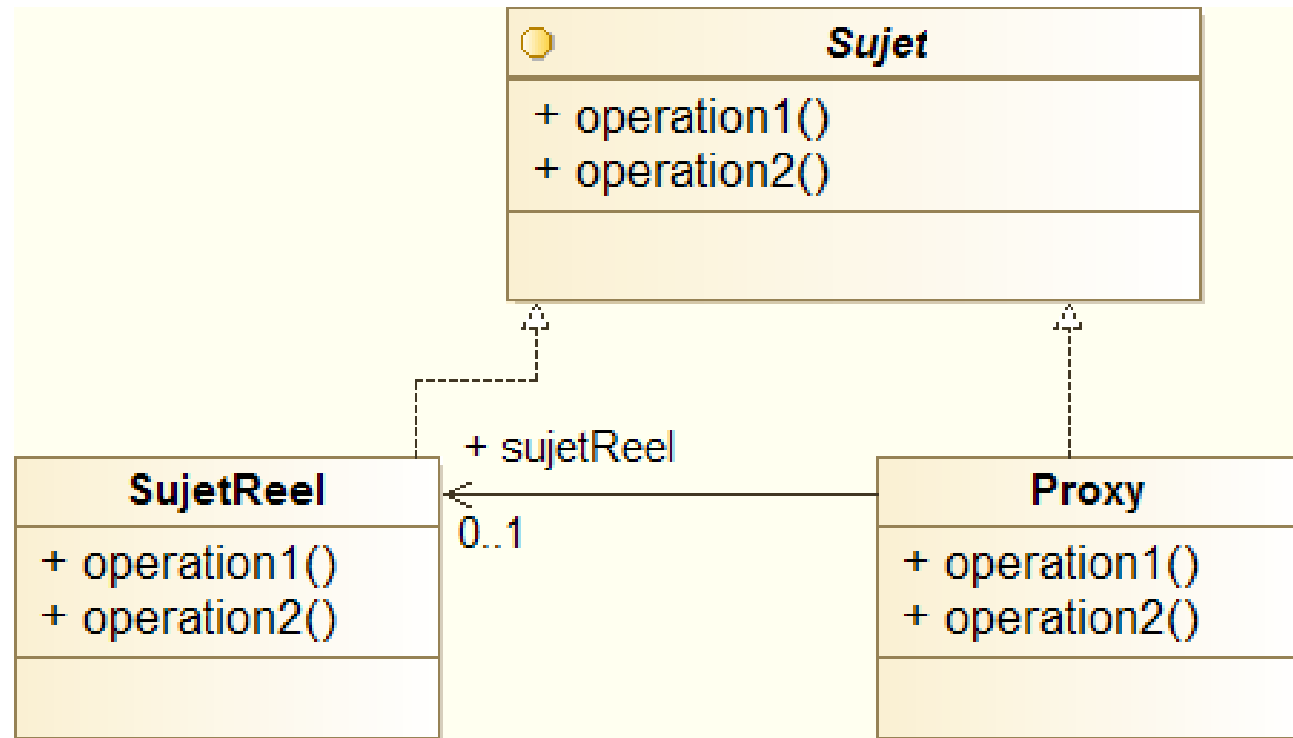 Sujet
+ operation1()
+ operation2()
+ sujetReel
0..1
SujetReel
+ operation1()
+ operation2()
Proxy
+ operation1()
+ operation2()